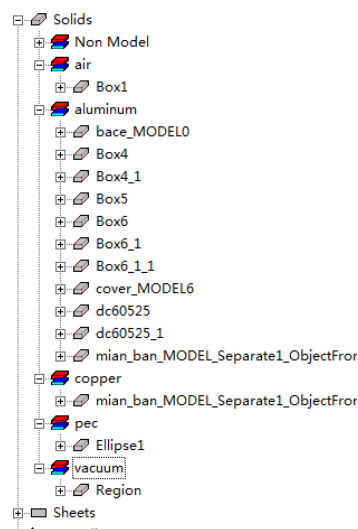 Solids
Non Model
air
Box1
aluminum
bace_MODEL0
Box4
Box4_1
Box5
Box6
Box6_1
Box6_1_1
cover_MODEL6
dc60525
dc60525_1
mian_ban_MODEL_Separate1_ObjectFror
copper
mian_ban_MODEL_Separate1_ObjectFror
pec
Ellipse1
vacuum
Region
Sheets